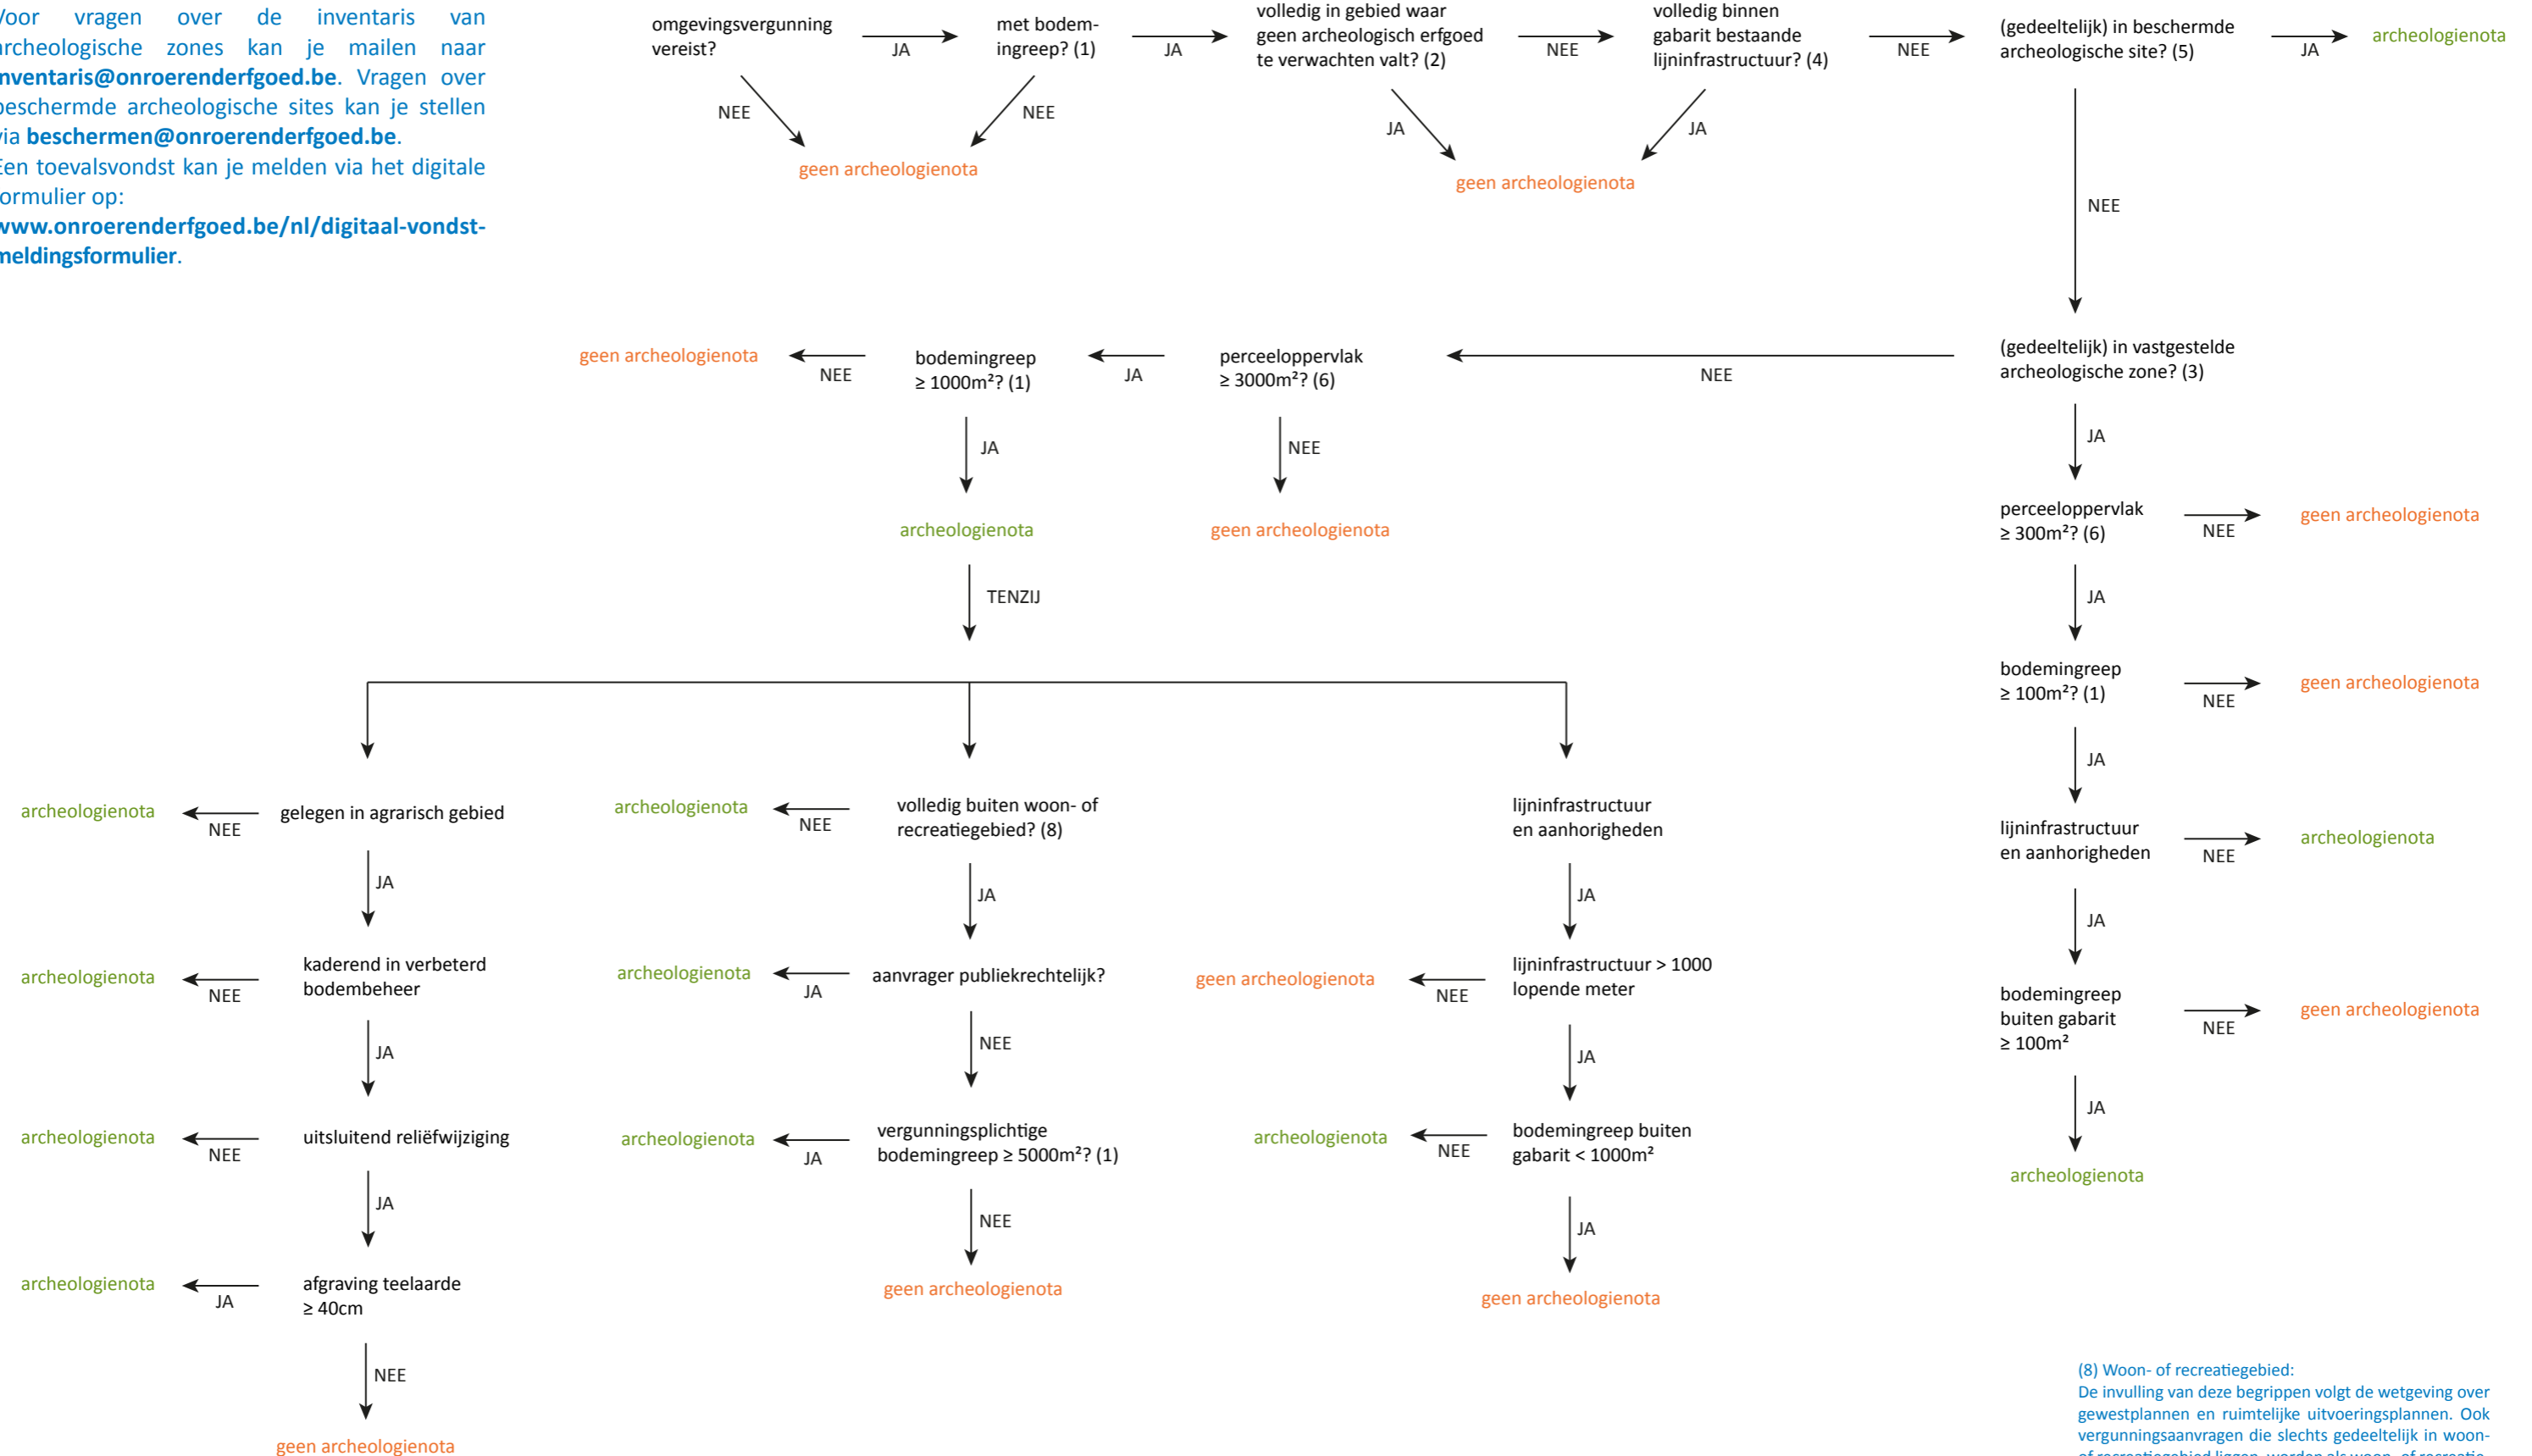 Voor vragen over de inventaris van
archeologische zones kan je mailen naar
inventaris@onroerenderfgoed.be. Vragen over
beschermde archeologische sites kan je stellen
via beschermen@onroerenderfgoed.be.
Een toevalsvondst kan je melden via het digitale
formulier op:
www.onroerenderfgoed.be/nl/digitaal-vondst-
meldingsformulier.
omgevingsvergunning
vereist?
JA
NEE
met bodem-
ingreep? (1)
JA
NEE
geen archeologienota
volledig in gebied waar
geen archeologisch erfgoed
te verwachten valt? (2)
NEE
JA
volledig binnen
gabarit bestaande
lijninfrastructuur? (4)
NEE
JA
geen archeologienota
(gedeeltelijk) in beschermde
archeologische site? (5)
JA
archeologienota
NEE
(gedeeltelijk) in vastgestelde
archeologische zone? (3)
NEE
perceeloppervlak
≥ 3000m²? (6)
JA
bodemingreep
≥ 1000m²? (1)
NEE
geen archeologienota
JA
archeologienota
NEE
geen archeologienota
TENZIJ
JA
perceeloppervlak
≥ 300m²? (6)
NEE
geen archeologienota
JA
bodemingreep
≥ 100m²? (1)
NEE
geen archeologienota
JA
lijninfrastructuur
en aanhorigheden
NEE
archeologienota
JA
bodemingreep
buiten gabarit
≥ 100m²
NEE
geen archeologienota
JA
archeologienota
gelegen in agrarisch gebied
NEE
archeologienota
JA
kaderend in verbeterd
bodembeheer
NEE
archeologienota
JA
uitsluitend reliëfwijziging
NEE
archeologienota
JA
afgraving teelaarde
≥ 40cm
JA
archeologienota
NEE
geen archeologienota
volledig buiten woon- of
recreatiegebied? (8)
NEE
archeologienota
JA
aanvrager publiekrechtelijk?
JA
archeologienota
NEE
vergunningsplichtige
bodemingreep ≥ 5000m²? (1)
JA
archeologienota
NEE
geen archeologienota
lijninfrastructuur
en aanhorigheden
JA
lijninfrastructuur > 1000
lopende meter
NEE
geen archeologienota
JA
bodemingreep buiten
gabarit < 1000m²
NEE
archeologienota
JA
geen archeologienota
(8) Woon- of recreatiegebied:
De invulling van deze begrippen volgt de wetgeving over
gewestplannen en ruimtelijke uitvoeringsplannen. Ook
vergunningsaanvragen die slechts gedeeltelijk in woon-
of recreatiegebied liggen, worden als woon- of recreatie-